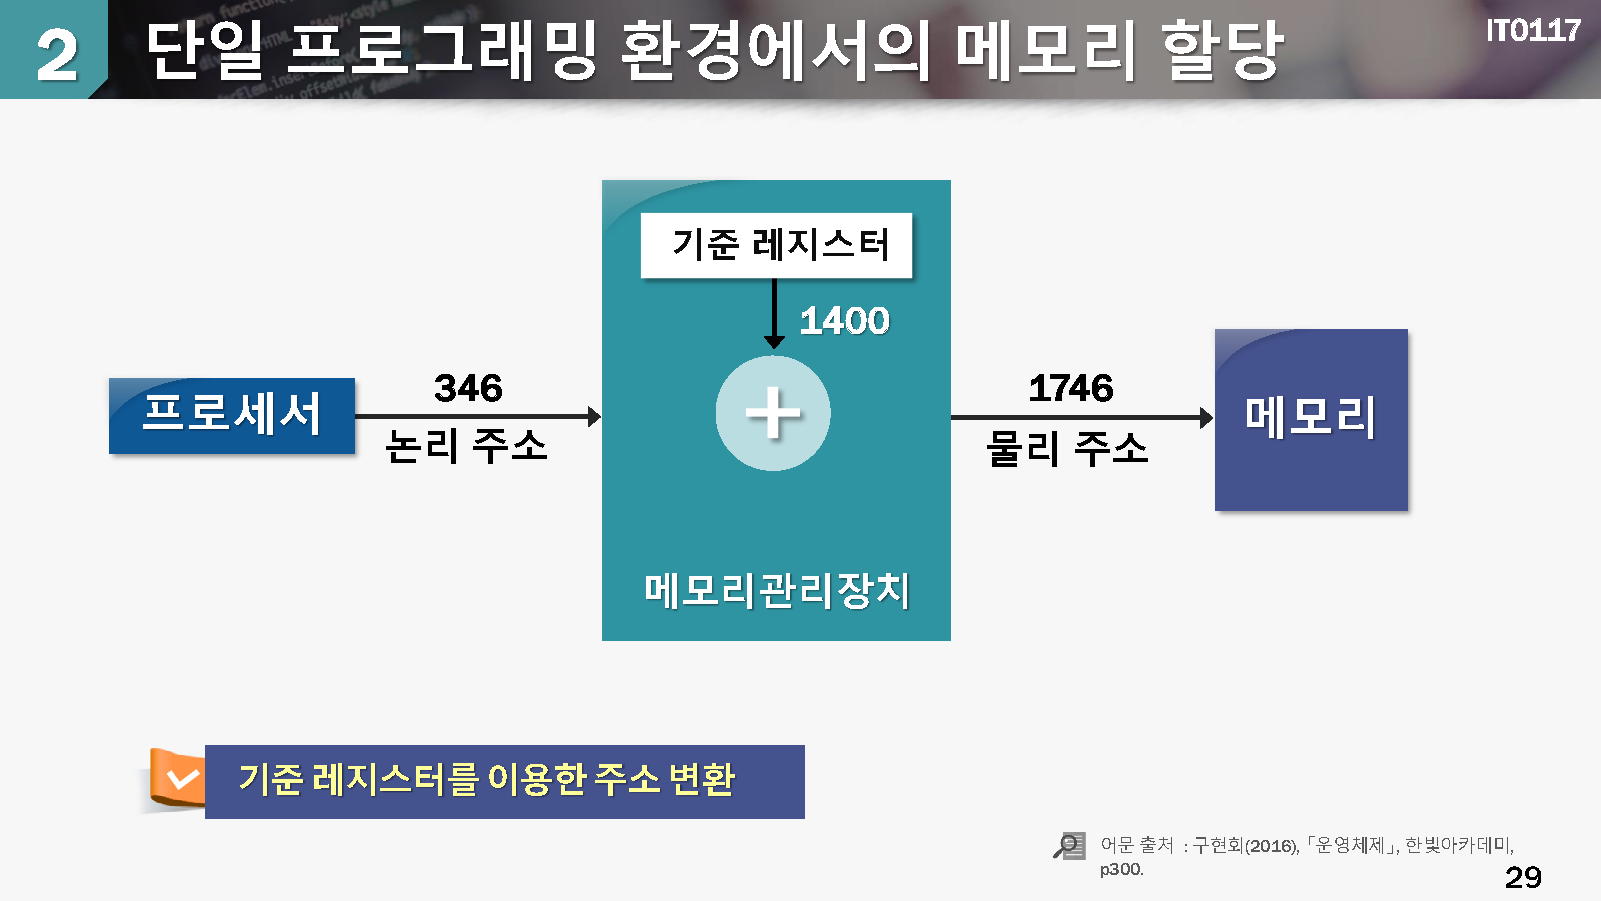 2
단일 프로그래밍 환경에서의 메모리 할당
IT0117
기준 레지스터
1400
346
1746
프로세서
논리 주소
물리 주소
메모리
메모리관리장치
기준 레지스터를 이용한 주소 변환
어문 출처 : 구현회(2016), 「운영체제」, 한빛아카데미,
p300.
29